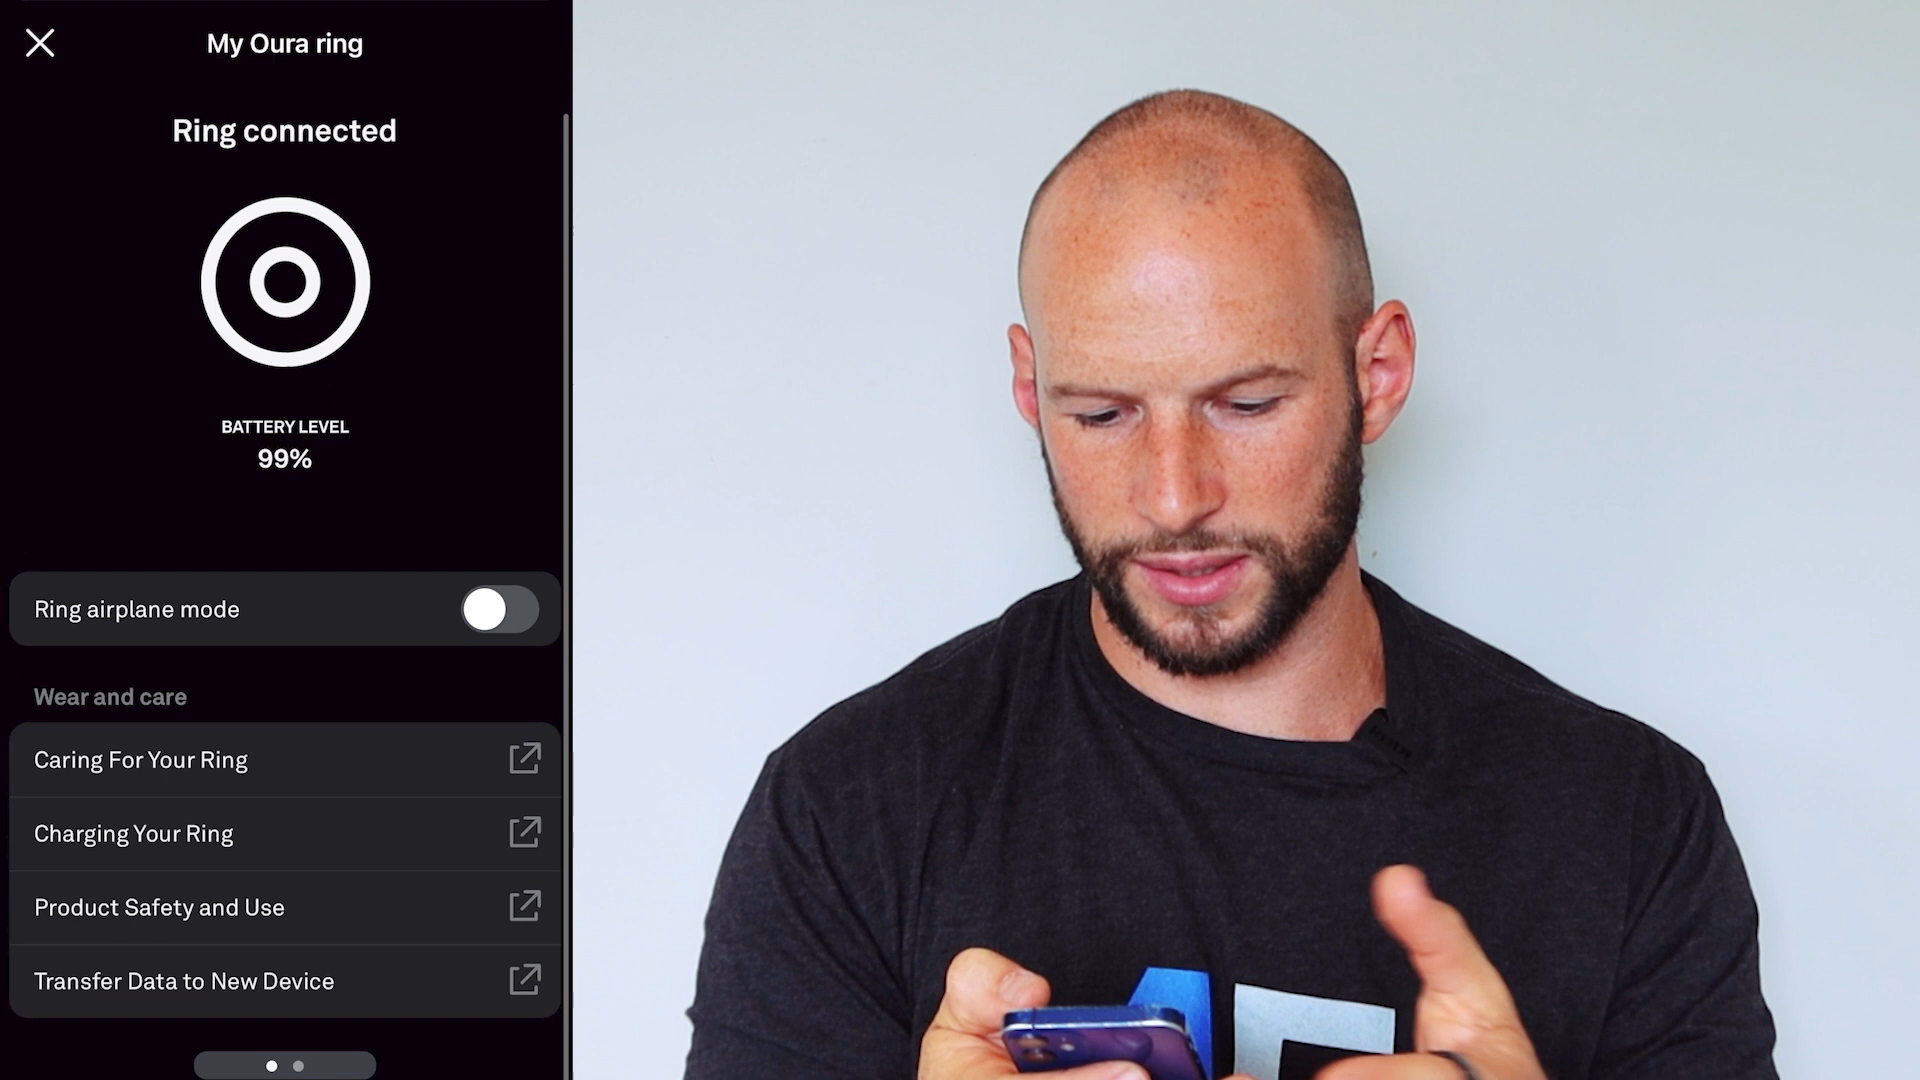 My Oura ring
Ring connected
BATTERY LEVEL
99%
Ring airplane mode
Wear and care
Caring For Your Ring
Charging Your Ring
Product Safety and Use
Transfer Data to New Device